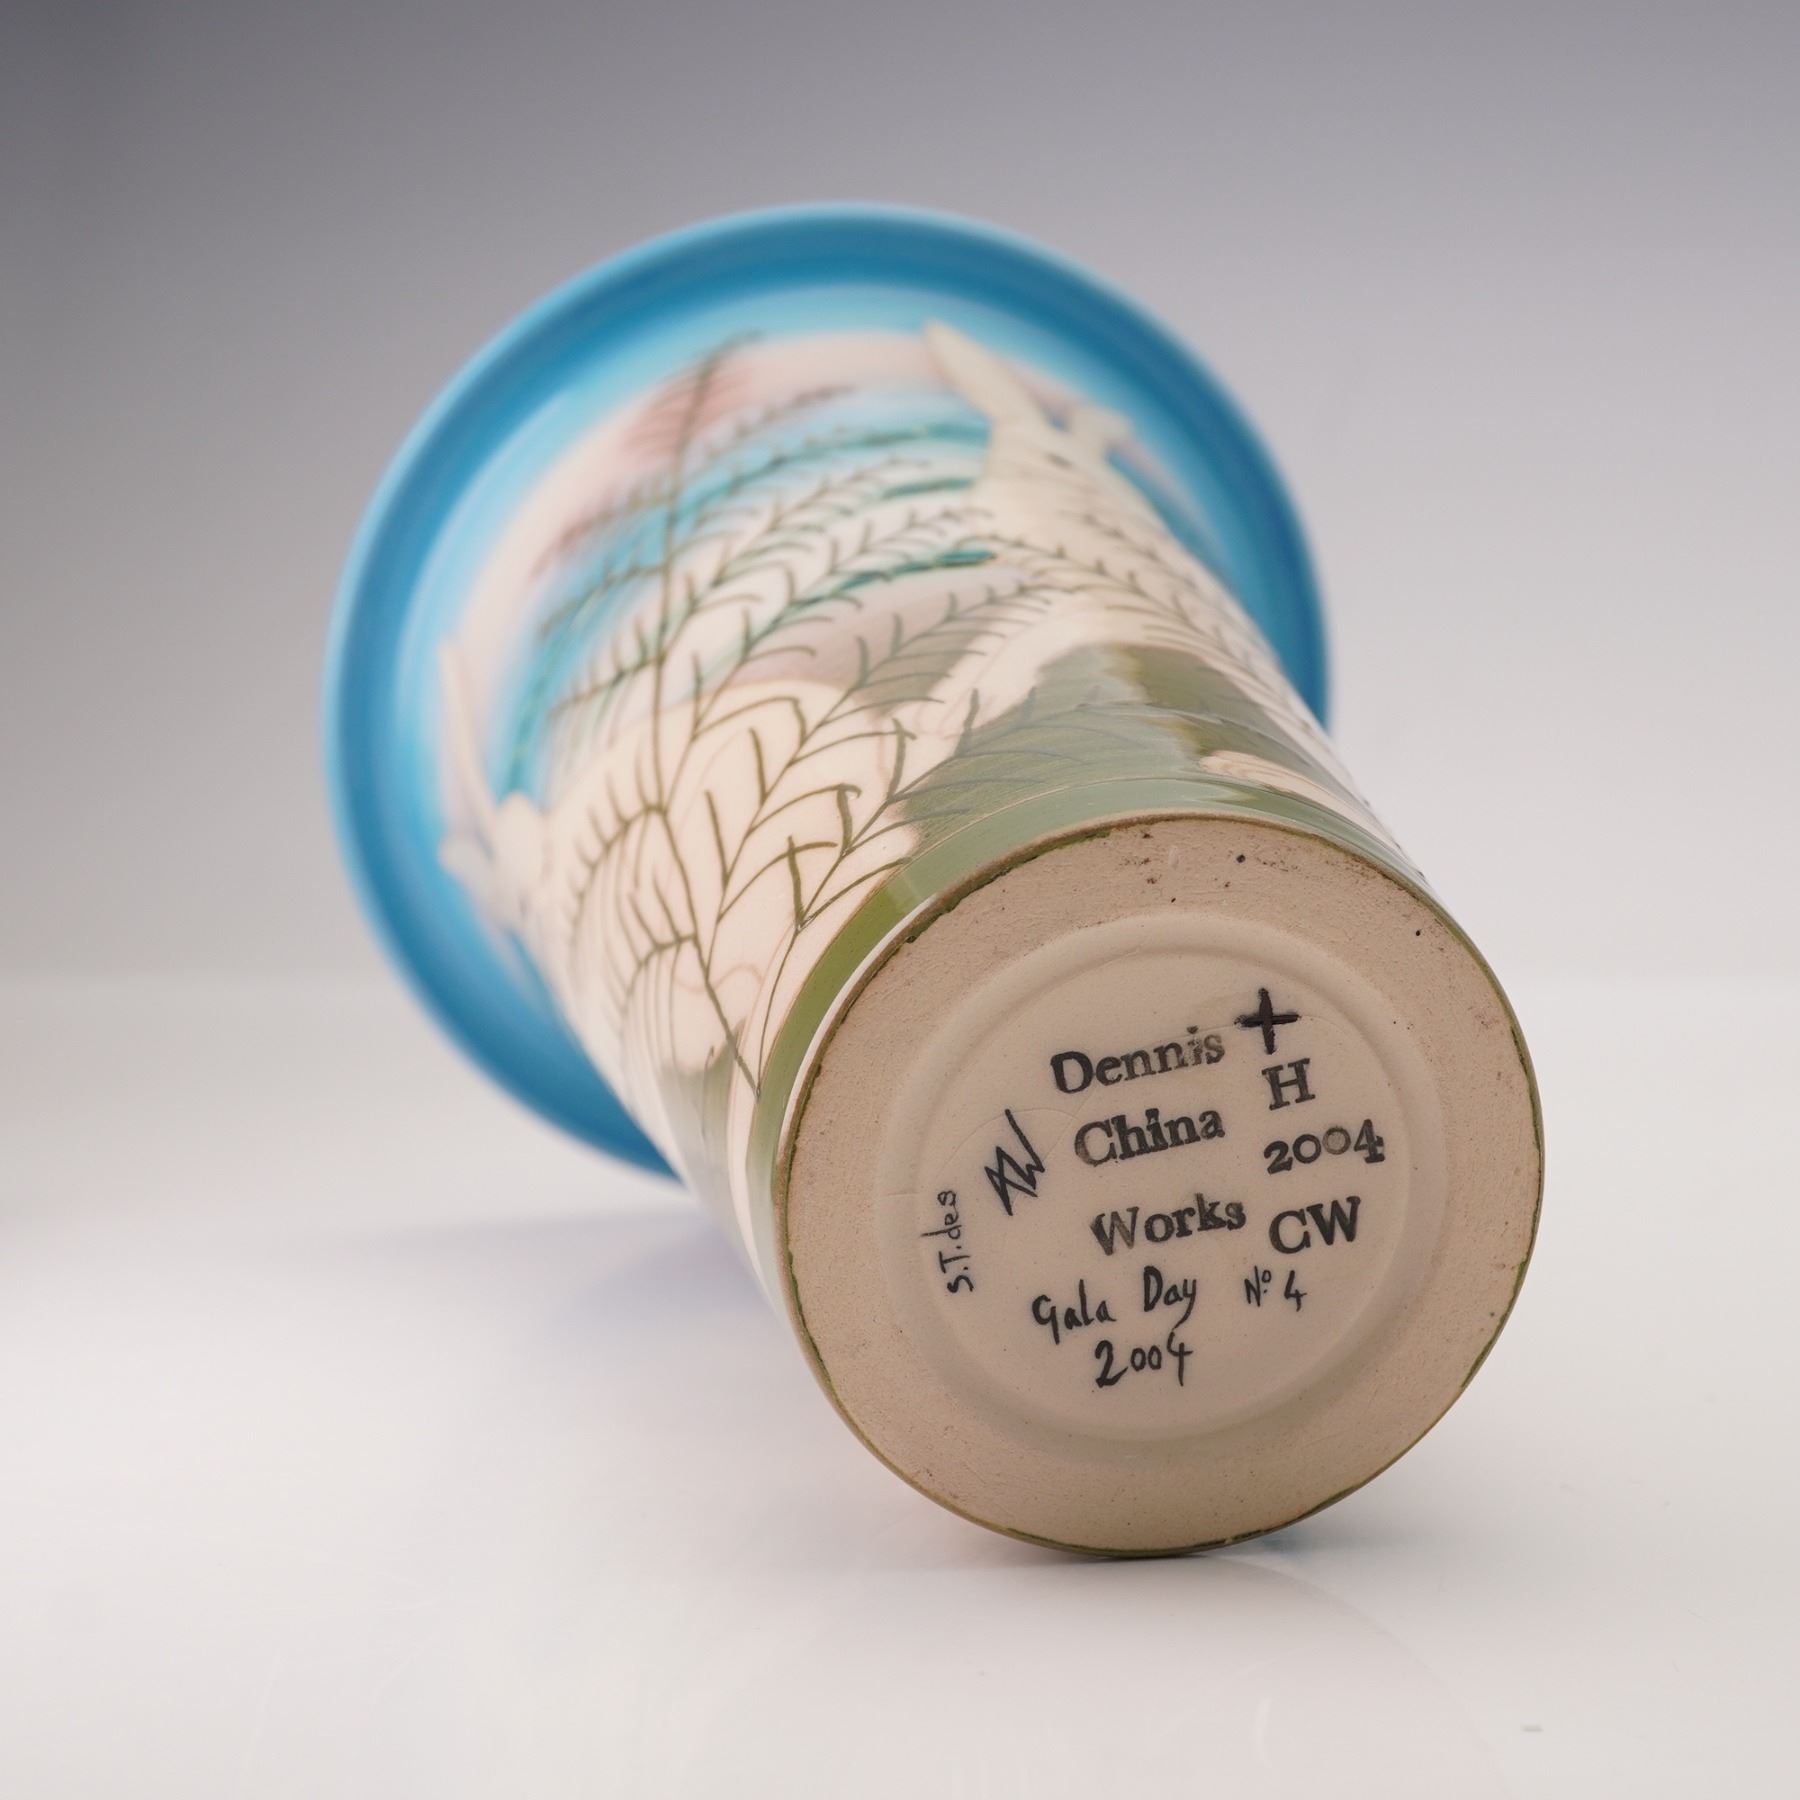 Dennis
China
Works
H
2004
CW
S.T. des
Gala Day Nº 4
2004